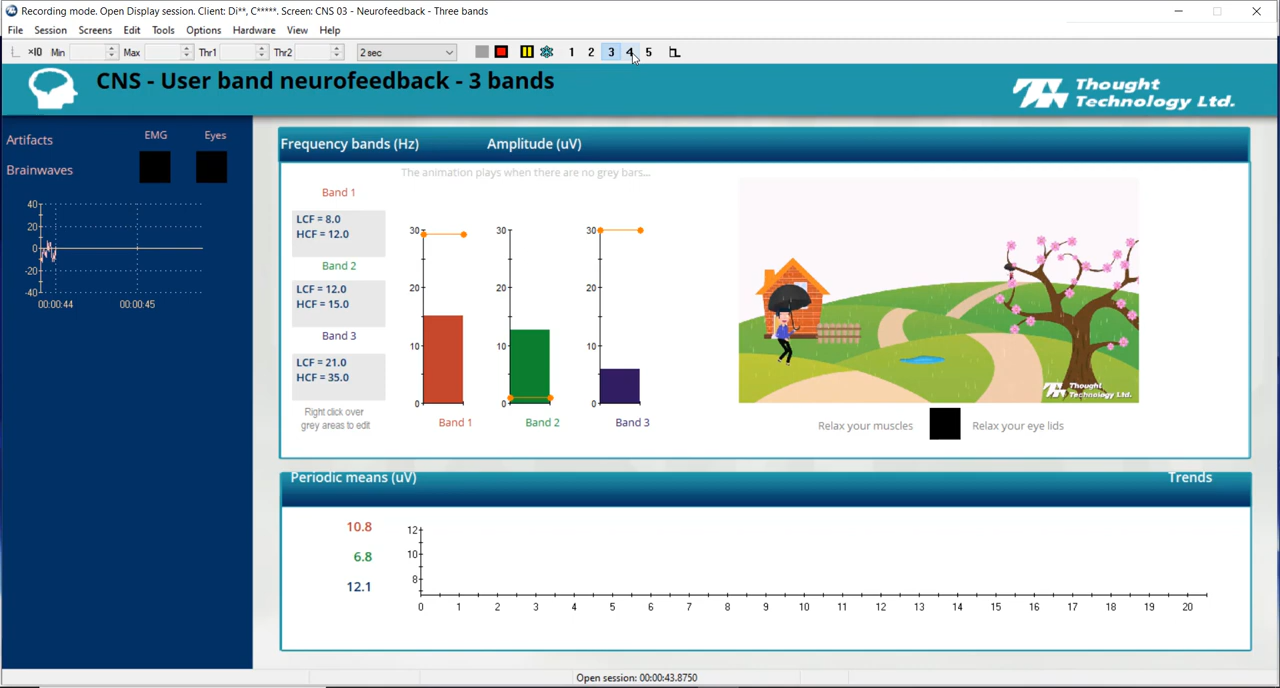 Recording mode. Open Display session. Client: Di**, C*****. Screen: CNS 03 - Neurofeedback - Three bands
File Session Screens Edit Tools Options Hardware View Help
×10 Min Max Thr1 Thr2 2 sec 1 2 3 4 5
CNS - User band neurofeedback - 3 bands
Thought
Technology Ltd.
Artifacts EMG Eyes
Brainwaves
40
20
0
-20
-40
00:00:44 00:00:45
Frequency bands (Hz) Amplitude (uV)
The animation plays when there are no grey bars...
Band 1
LCF = 8.0
HCF = 12.0
Band 2
LCF = 12.0
HCF = 15.0
Band 3
LCF = 21.0
HCF = 35.0
Right click over
grey areas to edit
30 30 30
20 20 20
10 10 10
0 0 0
Band 1 Band 2 Band 3
Thought
Technology Ltd.
Relax your muscles Relax your eye lids
Periodic means (uV) Trends
10.8
6.8
12.1
12
10
8
0 1 2 3 4 5 6 7 8 9 10 11 12 13 14 15 16 17 18 19 20
Open session: 00:00:43.8750